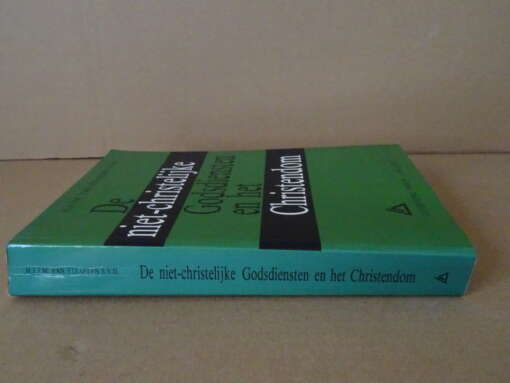 De
niet-christelijke
Godsdiensten
en het
Christendom
De niet-christelijke Godsdiensten en het Christendom